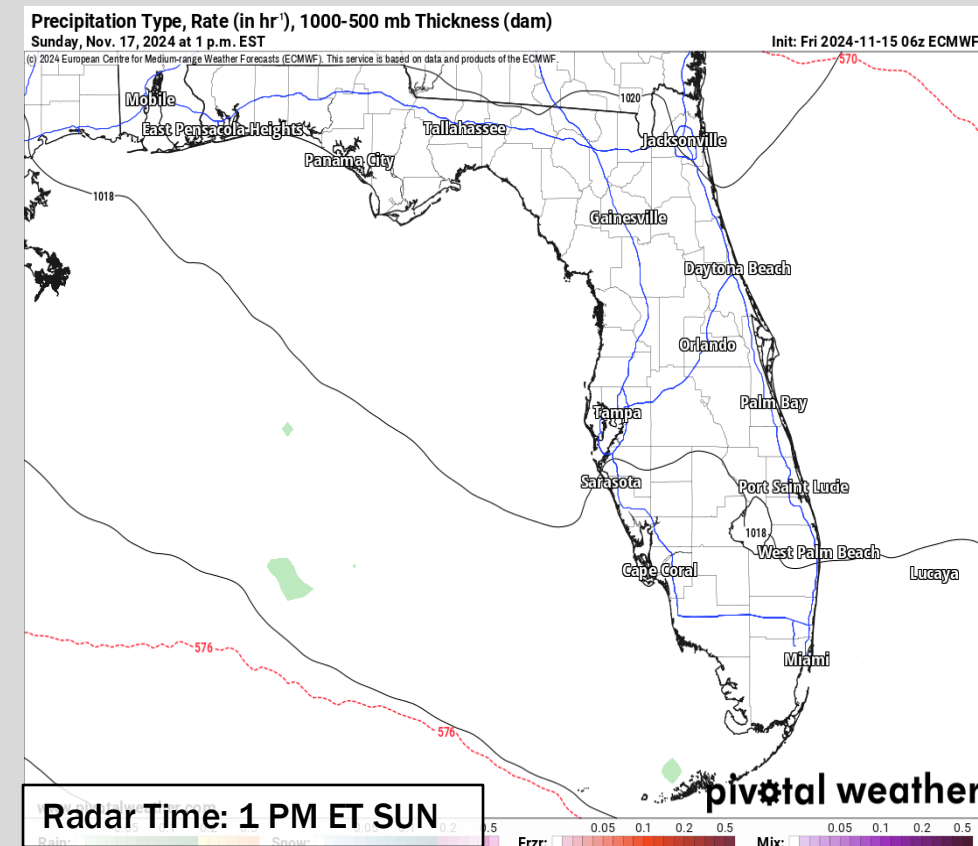 Precipitation Type, Rate (in hr⁻¹), 1000-500 mb Thickness (dam)
Sunday, Nov. 17, 2024 at 1 p.m. EST
Init: Fri 2024-11-15 06z ECMWF
(c) 2024 European Centre for Medium-range Weather Forecasts (ECMWF). This service is based on data and products of the ECMWF.
570
Mobile
1020
East Pensacola Heights
Tallahassee
Jacksonville
Panama City
1018
Gainesville
Daytona Beach
Orlando
Tampa
Palm Bay
Sarasota
Port Saint Lucie
1018
West Palm Beach
Cape Coral
Lucaya
576
Miami
576
pivotal weather
www.pivotalweather.com
Radar Time: 1 PM ET SUN
0.5
0.05 0.1 0.2 0.5
0.05 0.1 0.2 0.5
Rain:
Snow:
Frzr:
Mix: